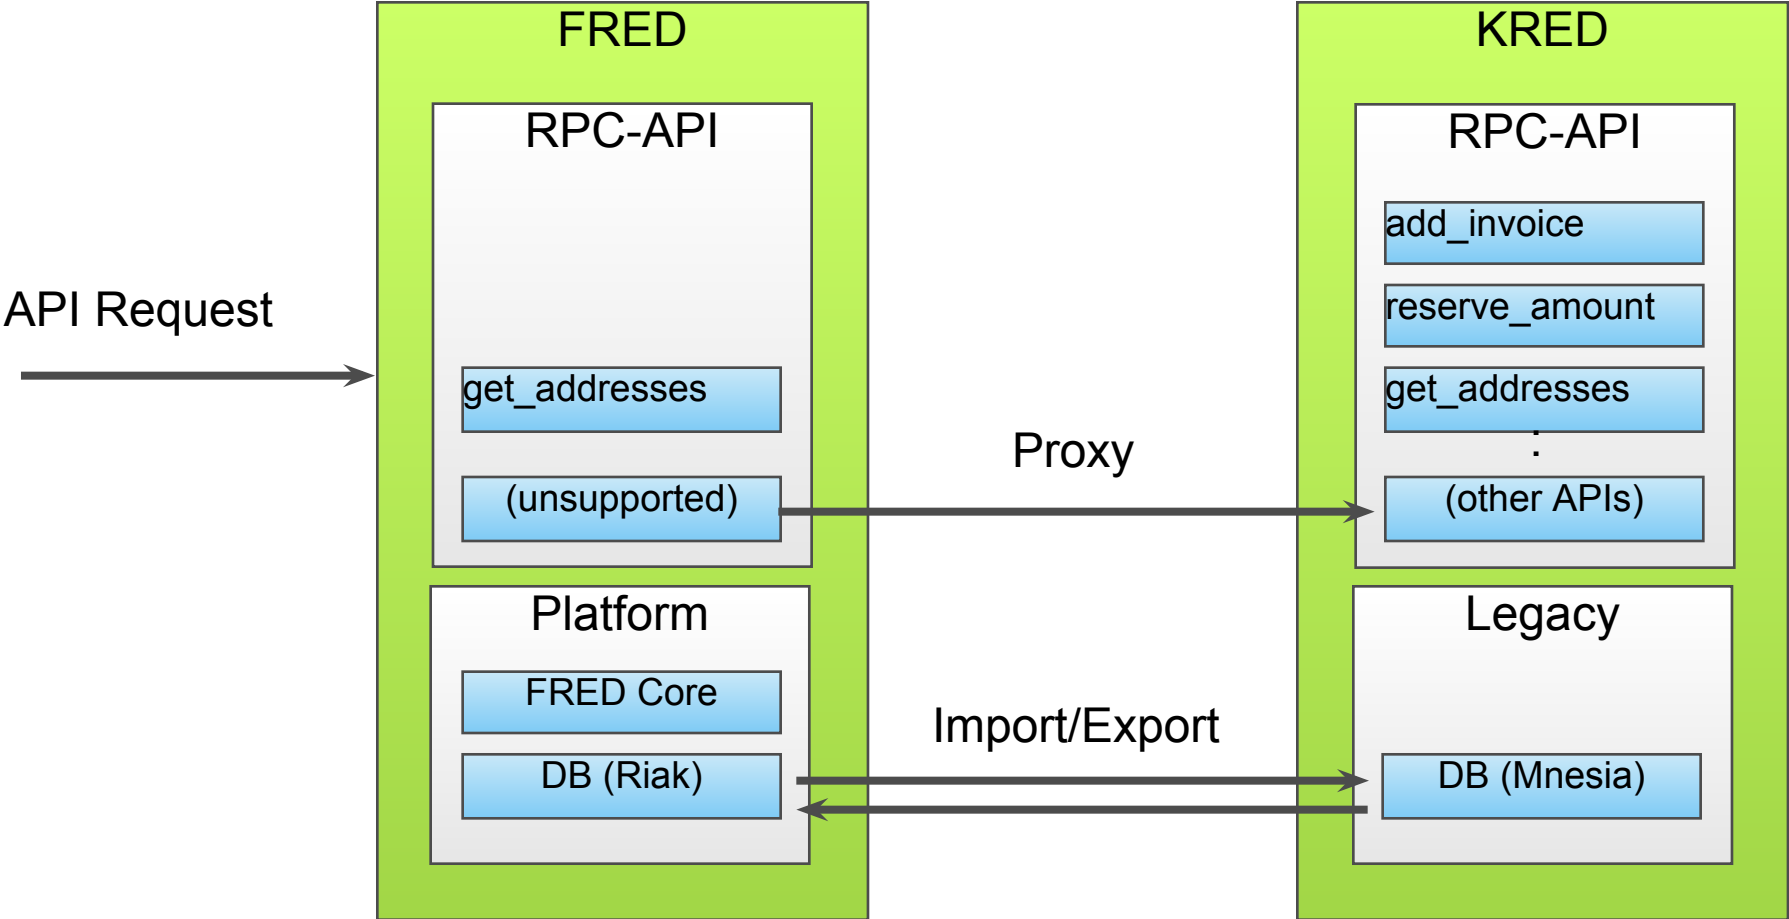 FRED
KRED
RPC-API
RPC-API
add_invoice
reserve_amount
API Request
get_addresses
get_addresses
:
Proxy
(unsupported)
(other APIs)
Platform
Legacy
FRED Core
Import/Export
DB (Riak)
DB (Mnesia)